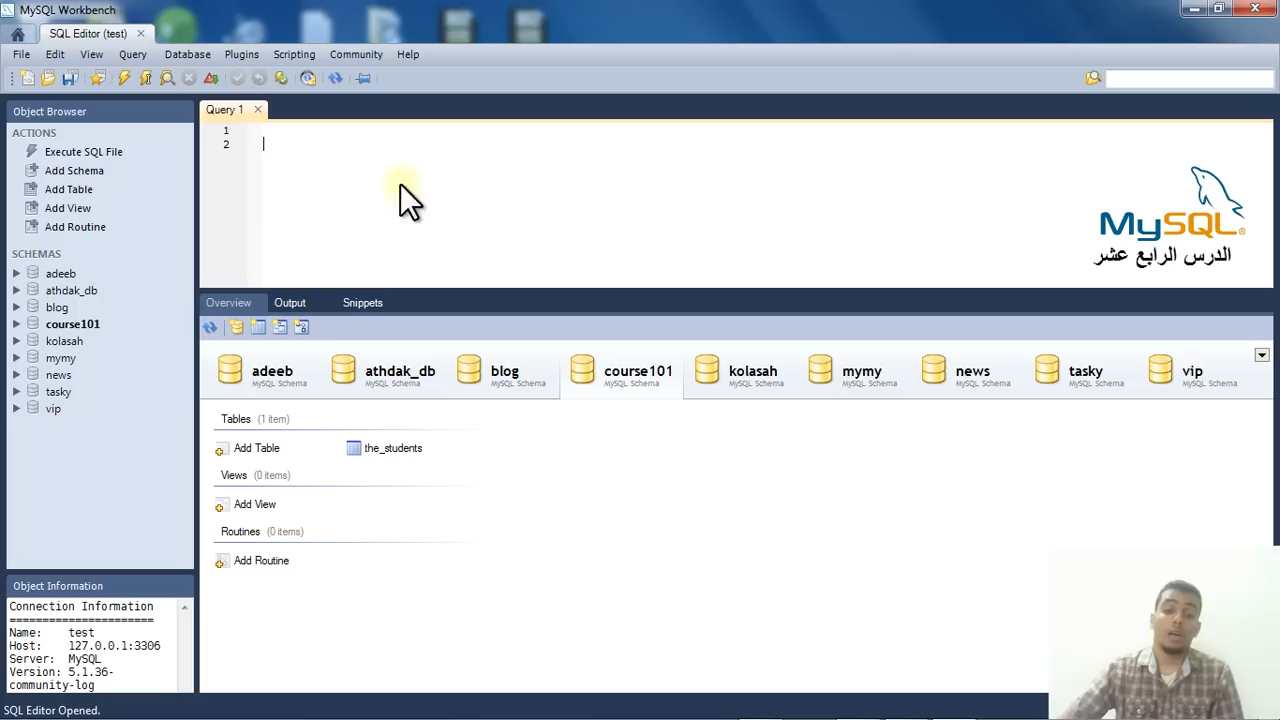 MySQL Workbench
SQL Editor (test)
File Edit View Query Database Plugins Scripting Community Help
Object Browser
ACTIONS
Execute SQL File
Add Schema
Add Table
Add View
Add Routine
SCHEMAS
adeeb
athdak_db
blog
course101
kolasah
mymy
news
tasky
vip
Object Information
Connection Information
======================
Name: test
Host: 127.0.0.1:3306
Server: MySQL
Version: 5.1.36-
community-log
Query 1
1
2
MySQL®
الدرس الرابع عشر
Overview Output Snippets
adeeb athdak_db blog course101 kolasah mymy news tasky vip
MySQL Schema MySQL Schema MySQL Schema MySQL Schema MySQL Schema MySQL Schema MySQL Schema MySQL Schema MySQL Schema
Tables (1 item)
Add Table the_students
Views (0 items)
Add View
Routines (0 items)
Add Routine
SQL Editor Opened.